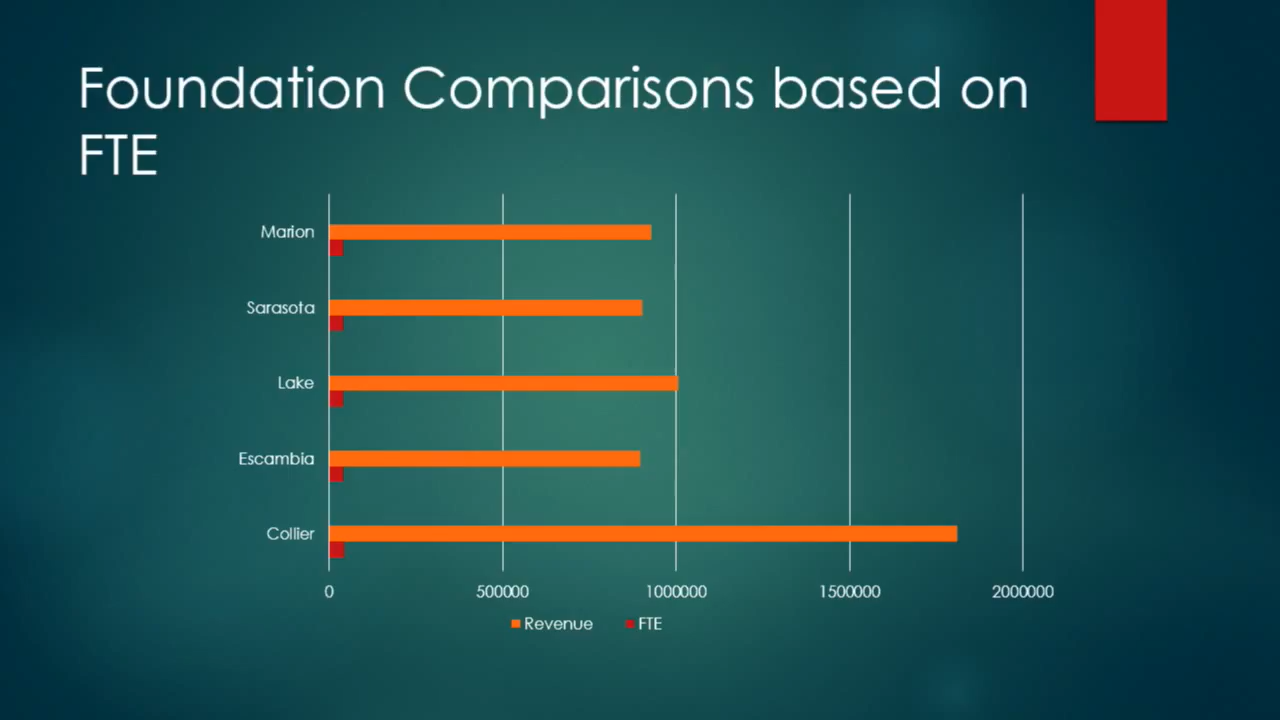 Foundation Comparisons based on
FTE
Marion
Sarasota
Lake
Escambia
Collier
0 500000 1000000 1500000 2000000
Revenue FTE